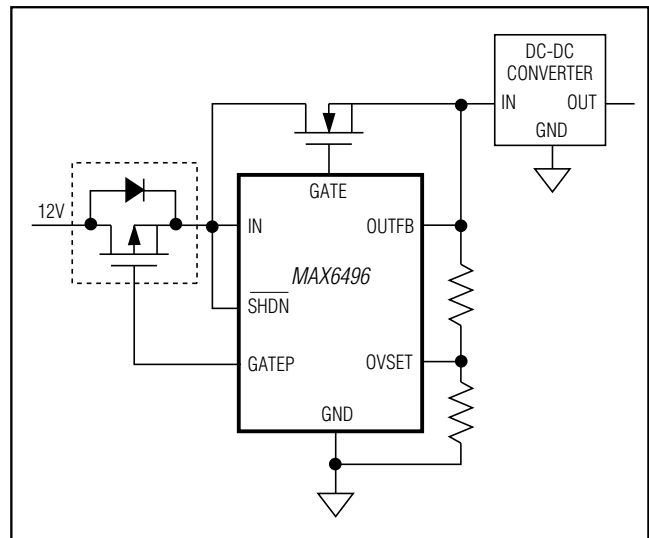 DC-DC
CONVERTER
IN OUT
GND
12V
GATE
IN OUTFB
MAX6496
SHDN
GATEP OVSET
GND